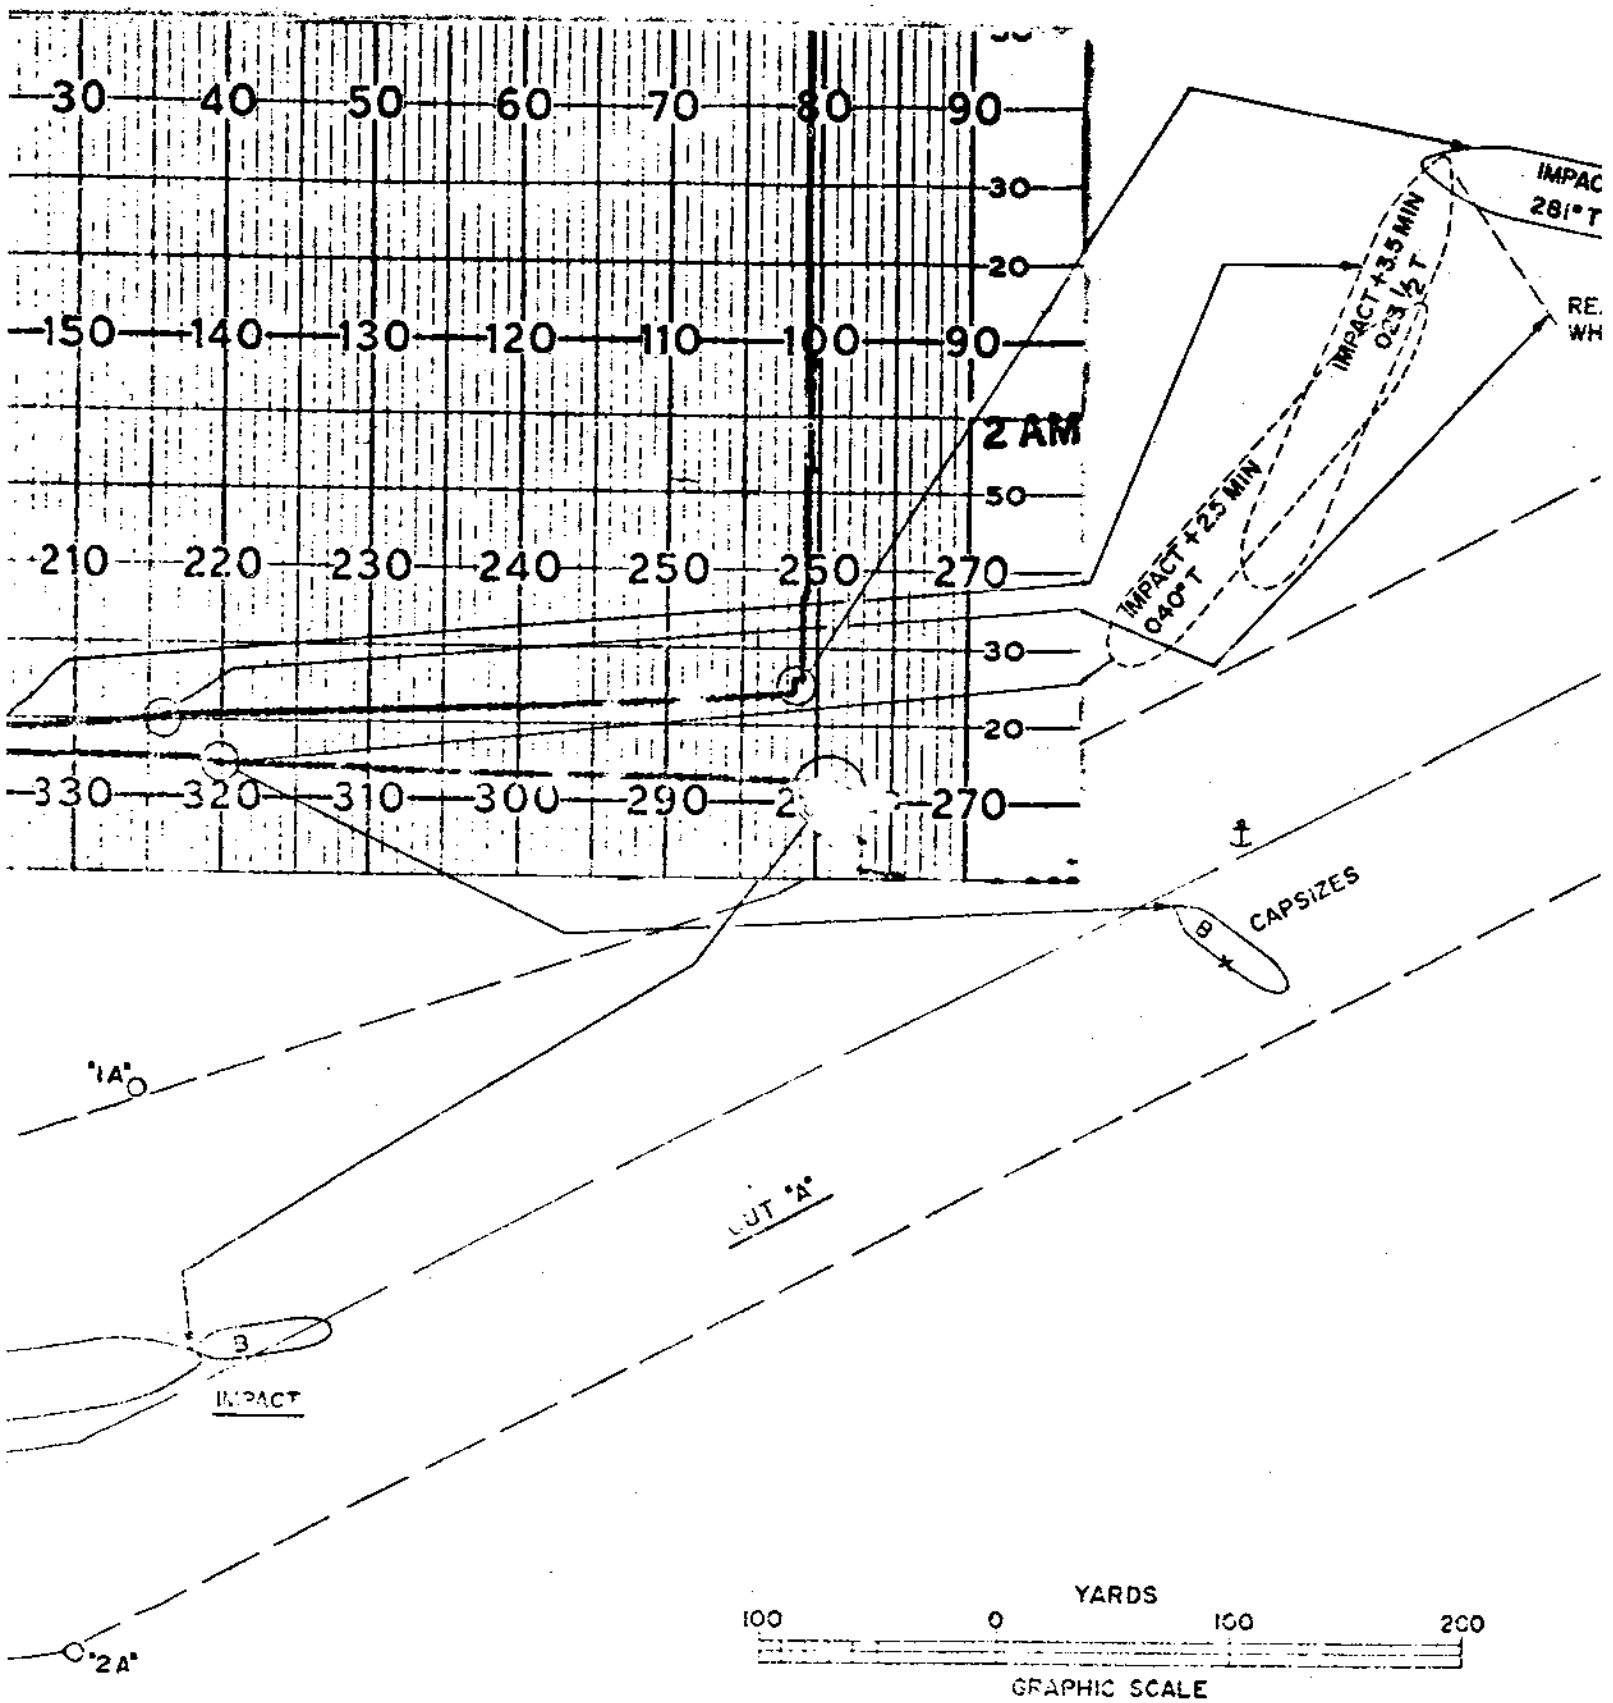 30 40 50 60 70 80 90
30
20
150 140 130 120 110 100 90
2 AM
50
210 220 230 240 250 260 270
30
20
330 320 310 300 290 270
IMPACT +3.5 MIN
023 1/2 T
281° T
IMPACT +2.5 MIN
040° T
CAPSIZES
B
"1A"
CUT "A"
B
IMPACT
"2A"
YARDS
100 0 100 200
GRAPHIC SCALE